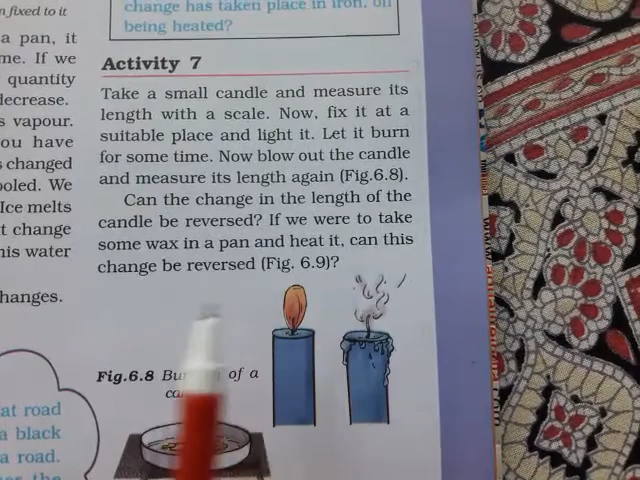 n fixed to it
a pan, it
me. If we
quantity
decrease.
s vapour.
ou have
s changed
ooled. We
Ice melts
t change
his water
hanges.
at road
a black
a road.
change has taken place in iron, on
being heated?
Activity 7
Take a small candle and measure its
length with a scale. Now, fix it at a
suitable place and light it. Let it burn
for some time. Now blow out the candle
and measure its length again (Fig.6.8).
Can the change in the length of the
candle be reversed? If we were to take
some wax in a pan and heat it, can this
change be reversed (Fig. 6.9)?
Fig.6.8 of a